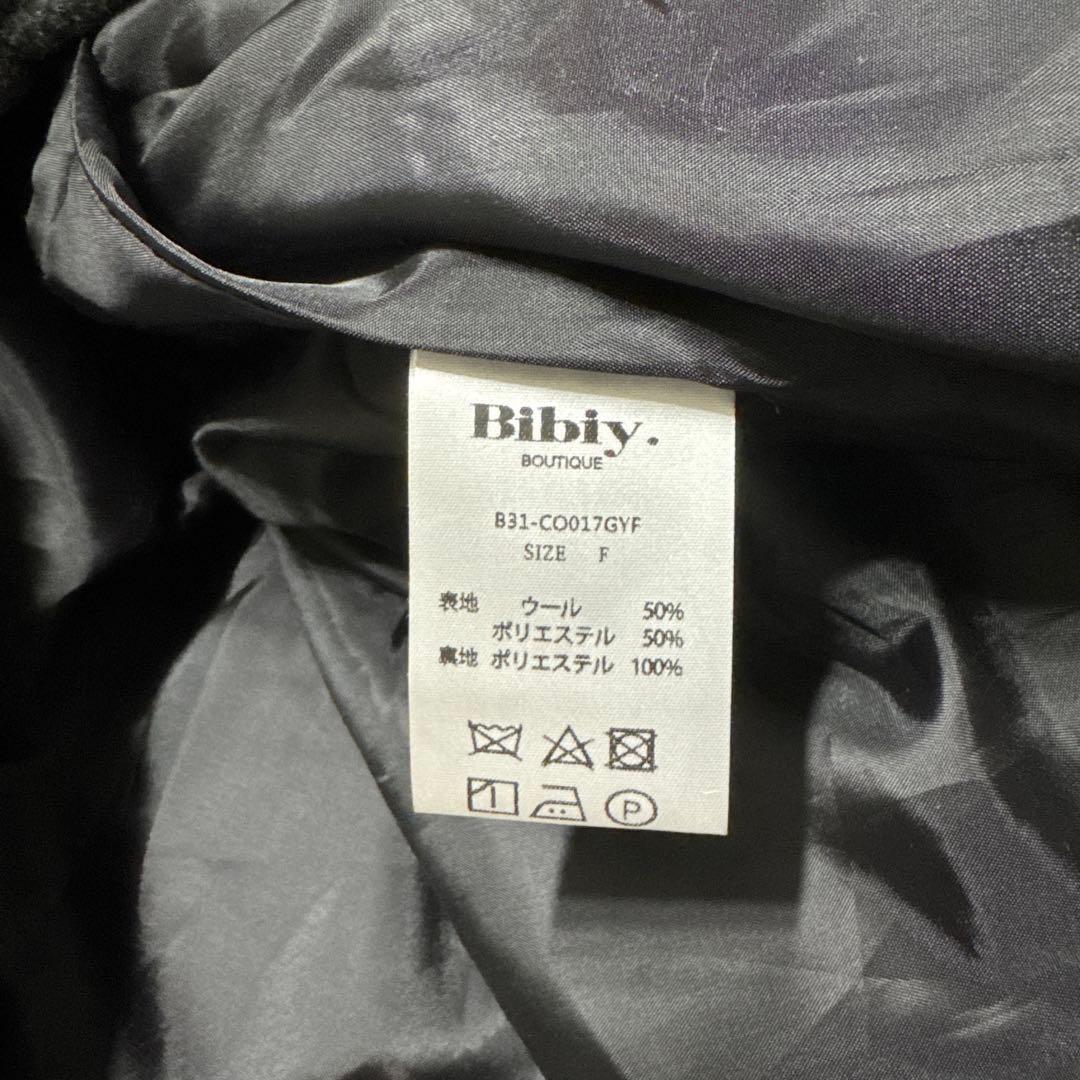 Bibiy.
BOUTIQUE
B31-CO017GYF
SIZE F
表地 ウール 50%
ポリエステル 50%
裏地 ポリエステル 100%
P